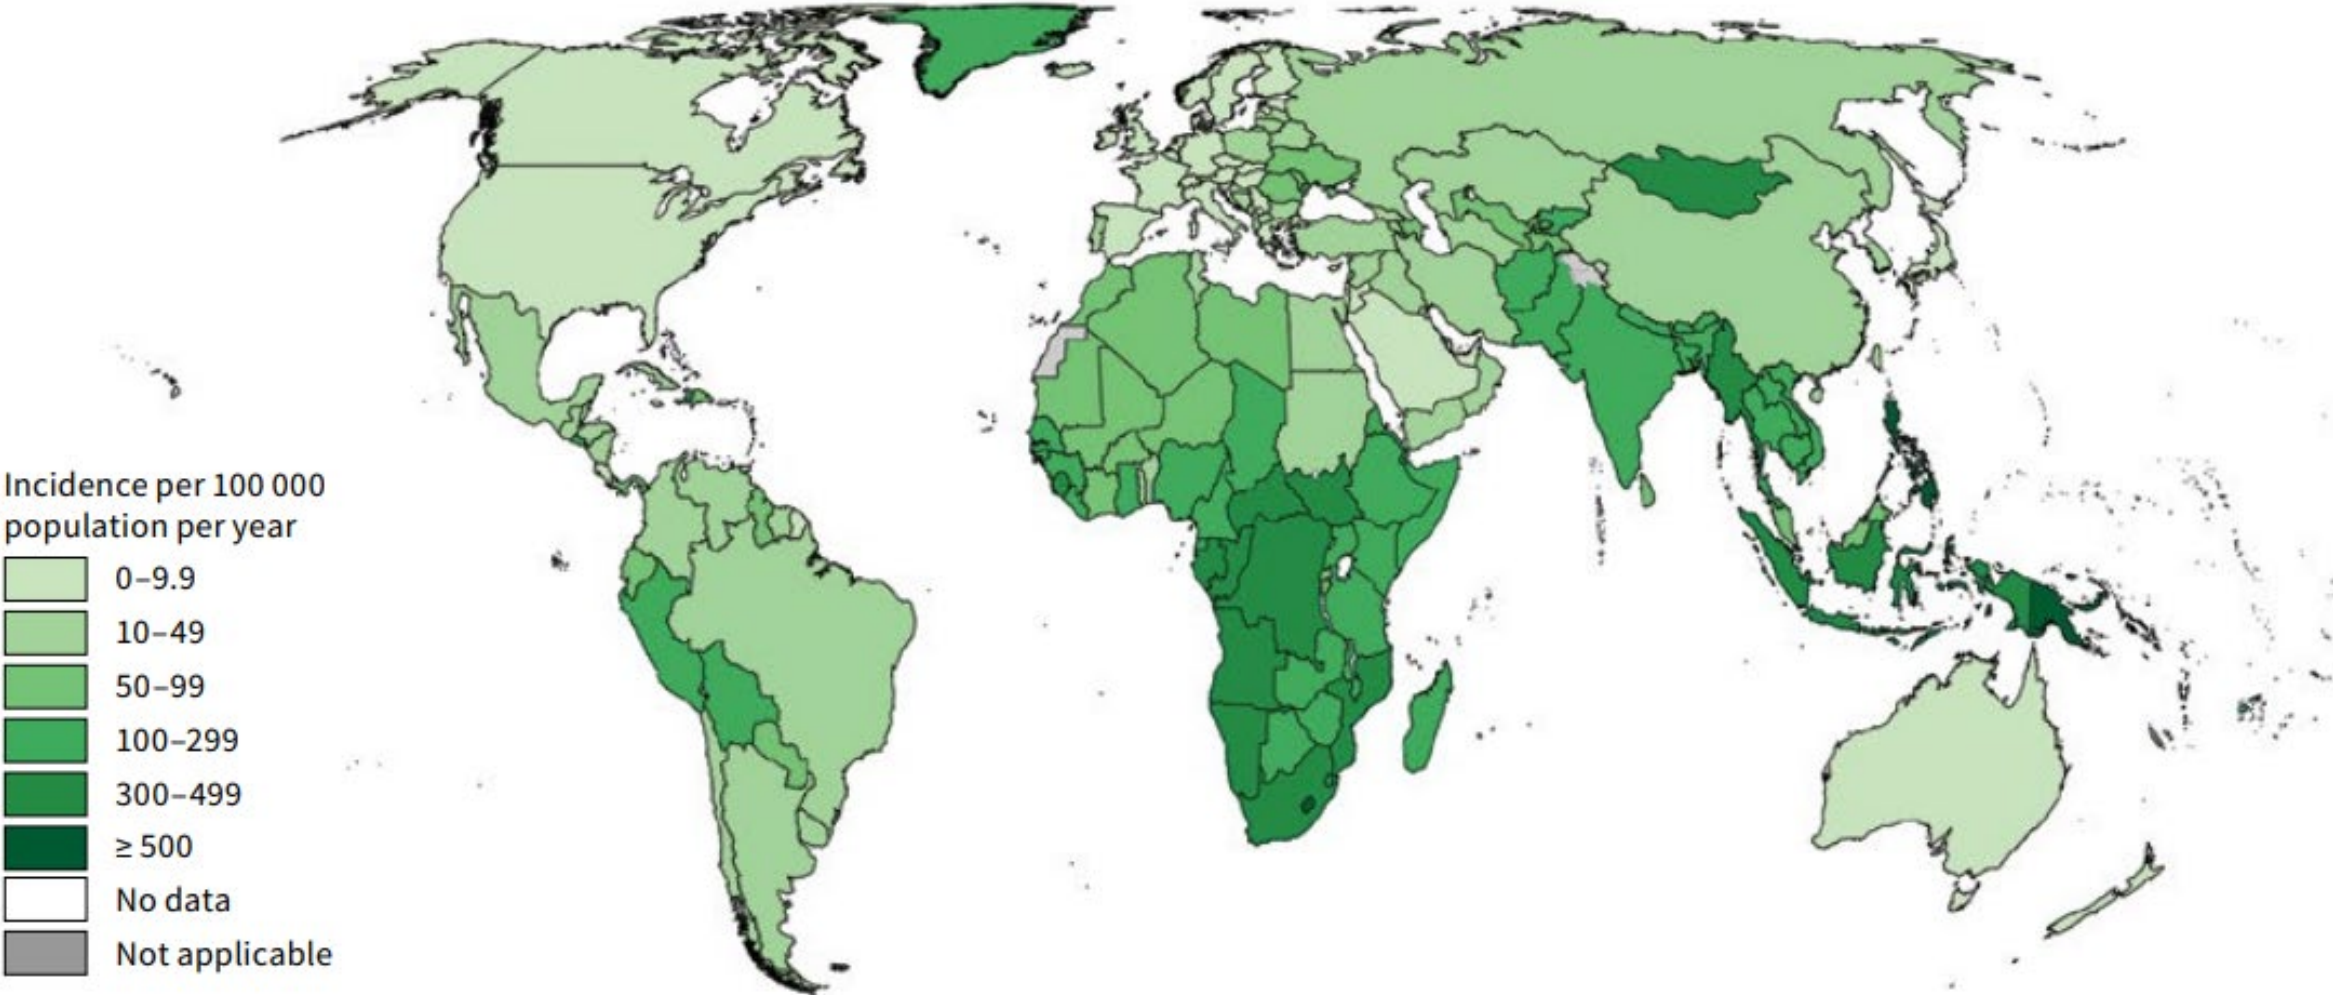 Incidence per 100 000
population per year
0–9.9
10–49
50–99
100–299
300–499
≥ 500
No data
Not applicable